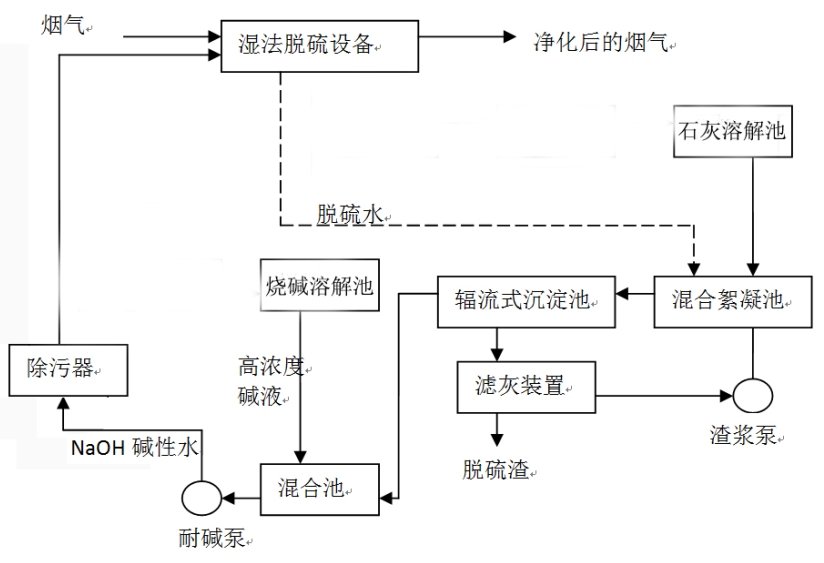 烟气
湿法脱硫设备
净化后的烟气
石灰溶解池
脱硫水
烧碱溶解池
辐流式沉淀池
混合絮凝池
除污器
高浓度
碱液
滤灰装置
渣浆泵
NaOH 碱性水
脱硫渣
混合池
耐碱泵